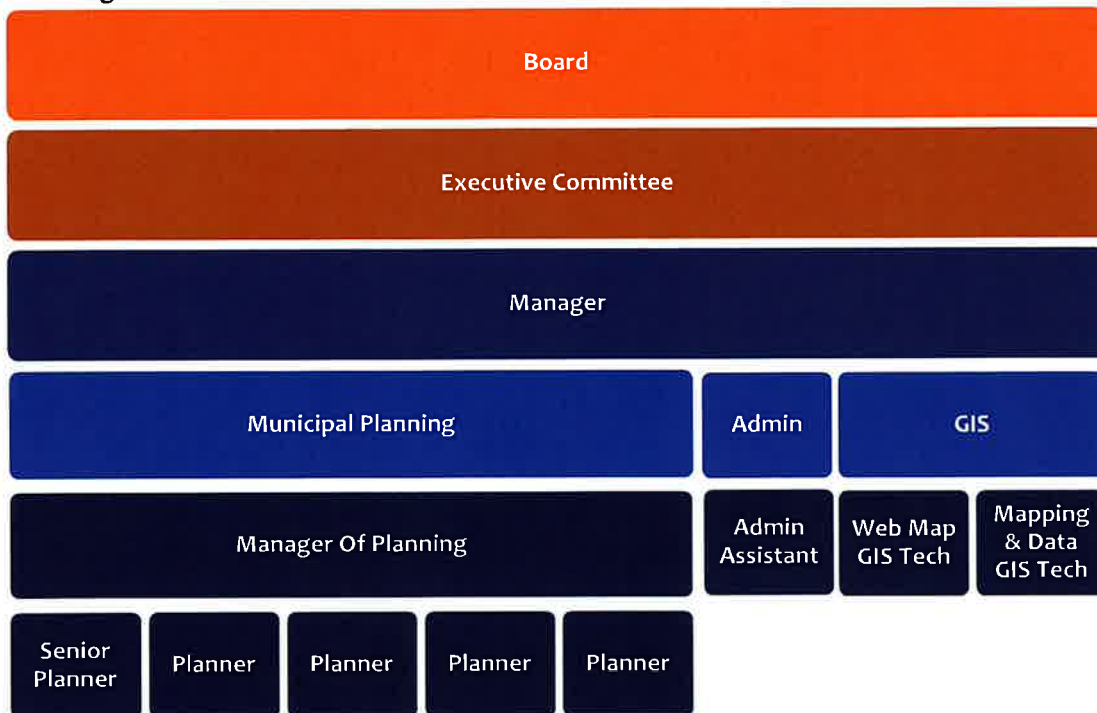 Board
Executive Committee
Manager
Municipal Planning
Admin
GIS
Manager Of Planning
Admin
Assistant
Web Map
GIS Tech
Mapping
& Data
GIS Tech
Senior
Planner
Planner
Planner
Planner
Planner